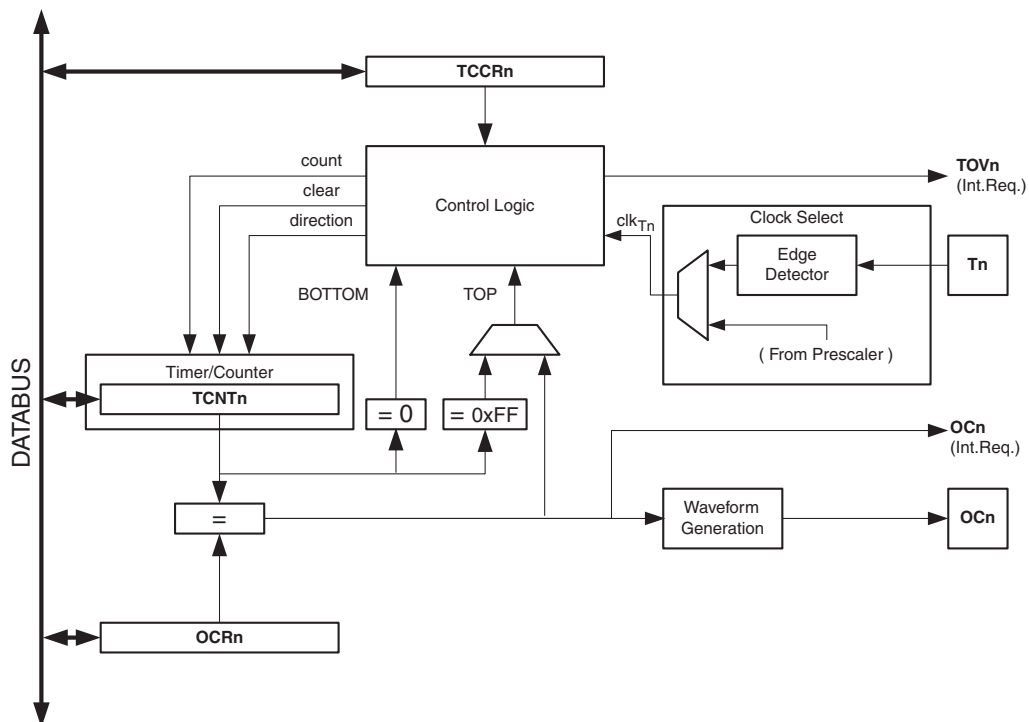 TCCRn
count
clear
direction
Control Logic
TOVn
(Int.Req.)
clkTn
Clock Select
Edge
Detector
Tn
( From Prescaler )
BOTTOM
TOP
DATABUS
Timer/Counter
TCNTn
= 0
= 0xFF
OCn
(Int.Req.)
=
Waveform
Generation
OCn
OCRn